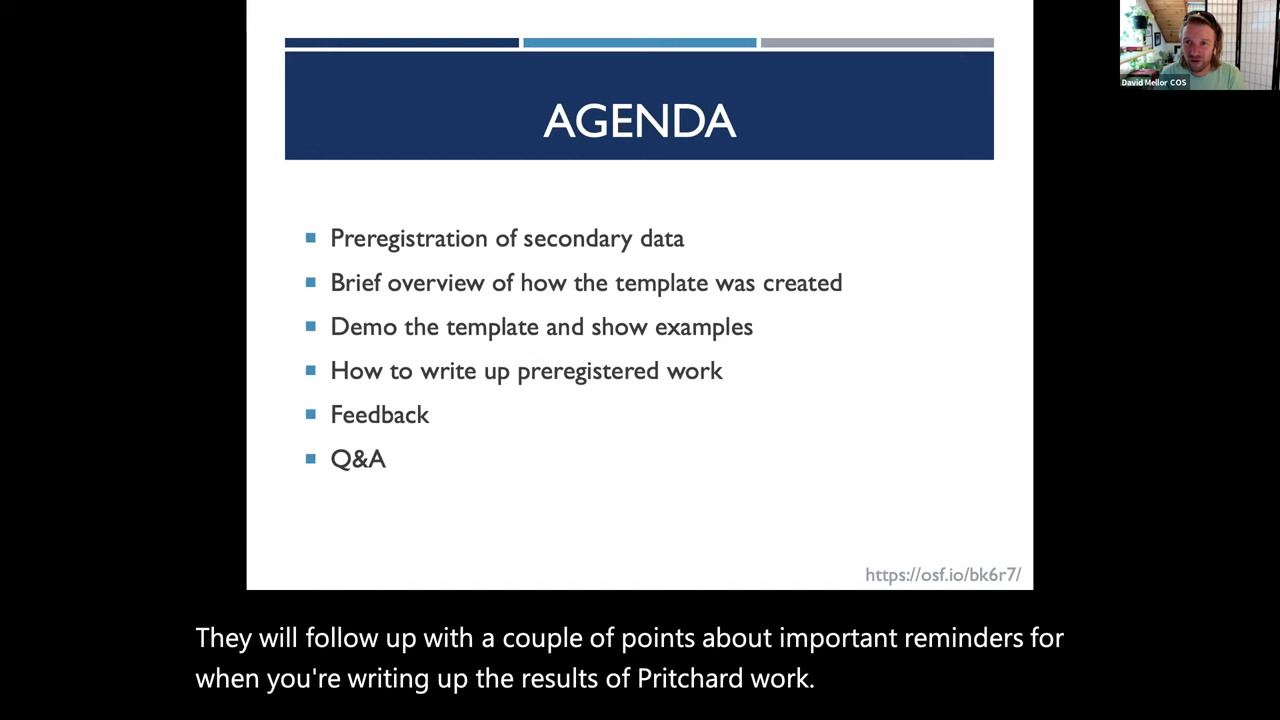 David Mellor COS
AGENDA
Preregistration of secondary data
Brief overview of how the template was created
Demo the template and show examples
How to write up preregistered work
Feedback
Q&A
https://osf.io/bk6r7/
They will follow up with a couple of points about important reminders for
when you're writing up the results of Pritchard work.